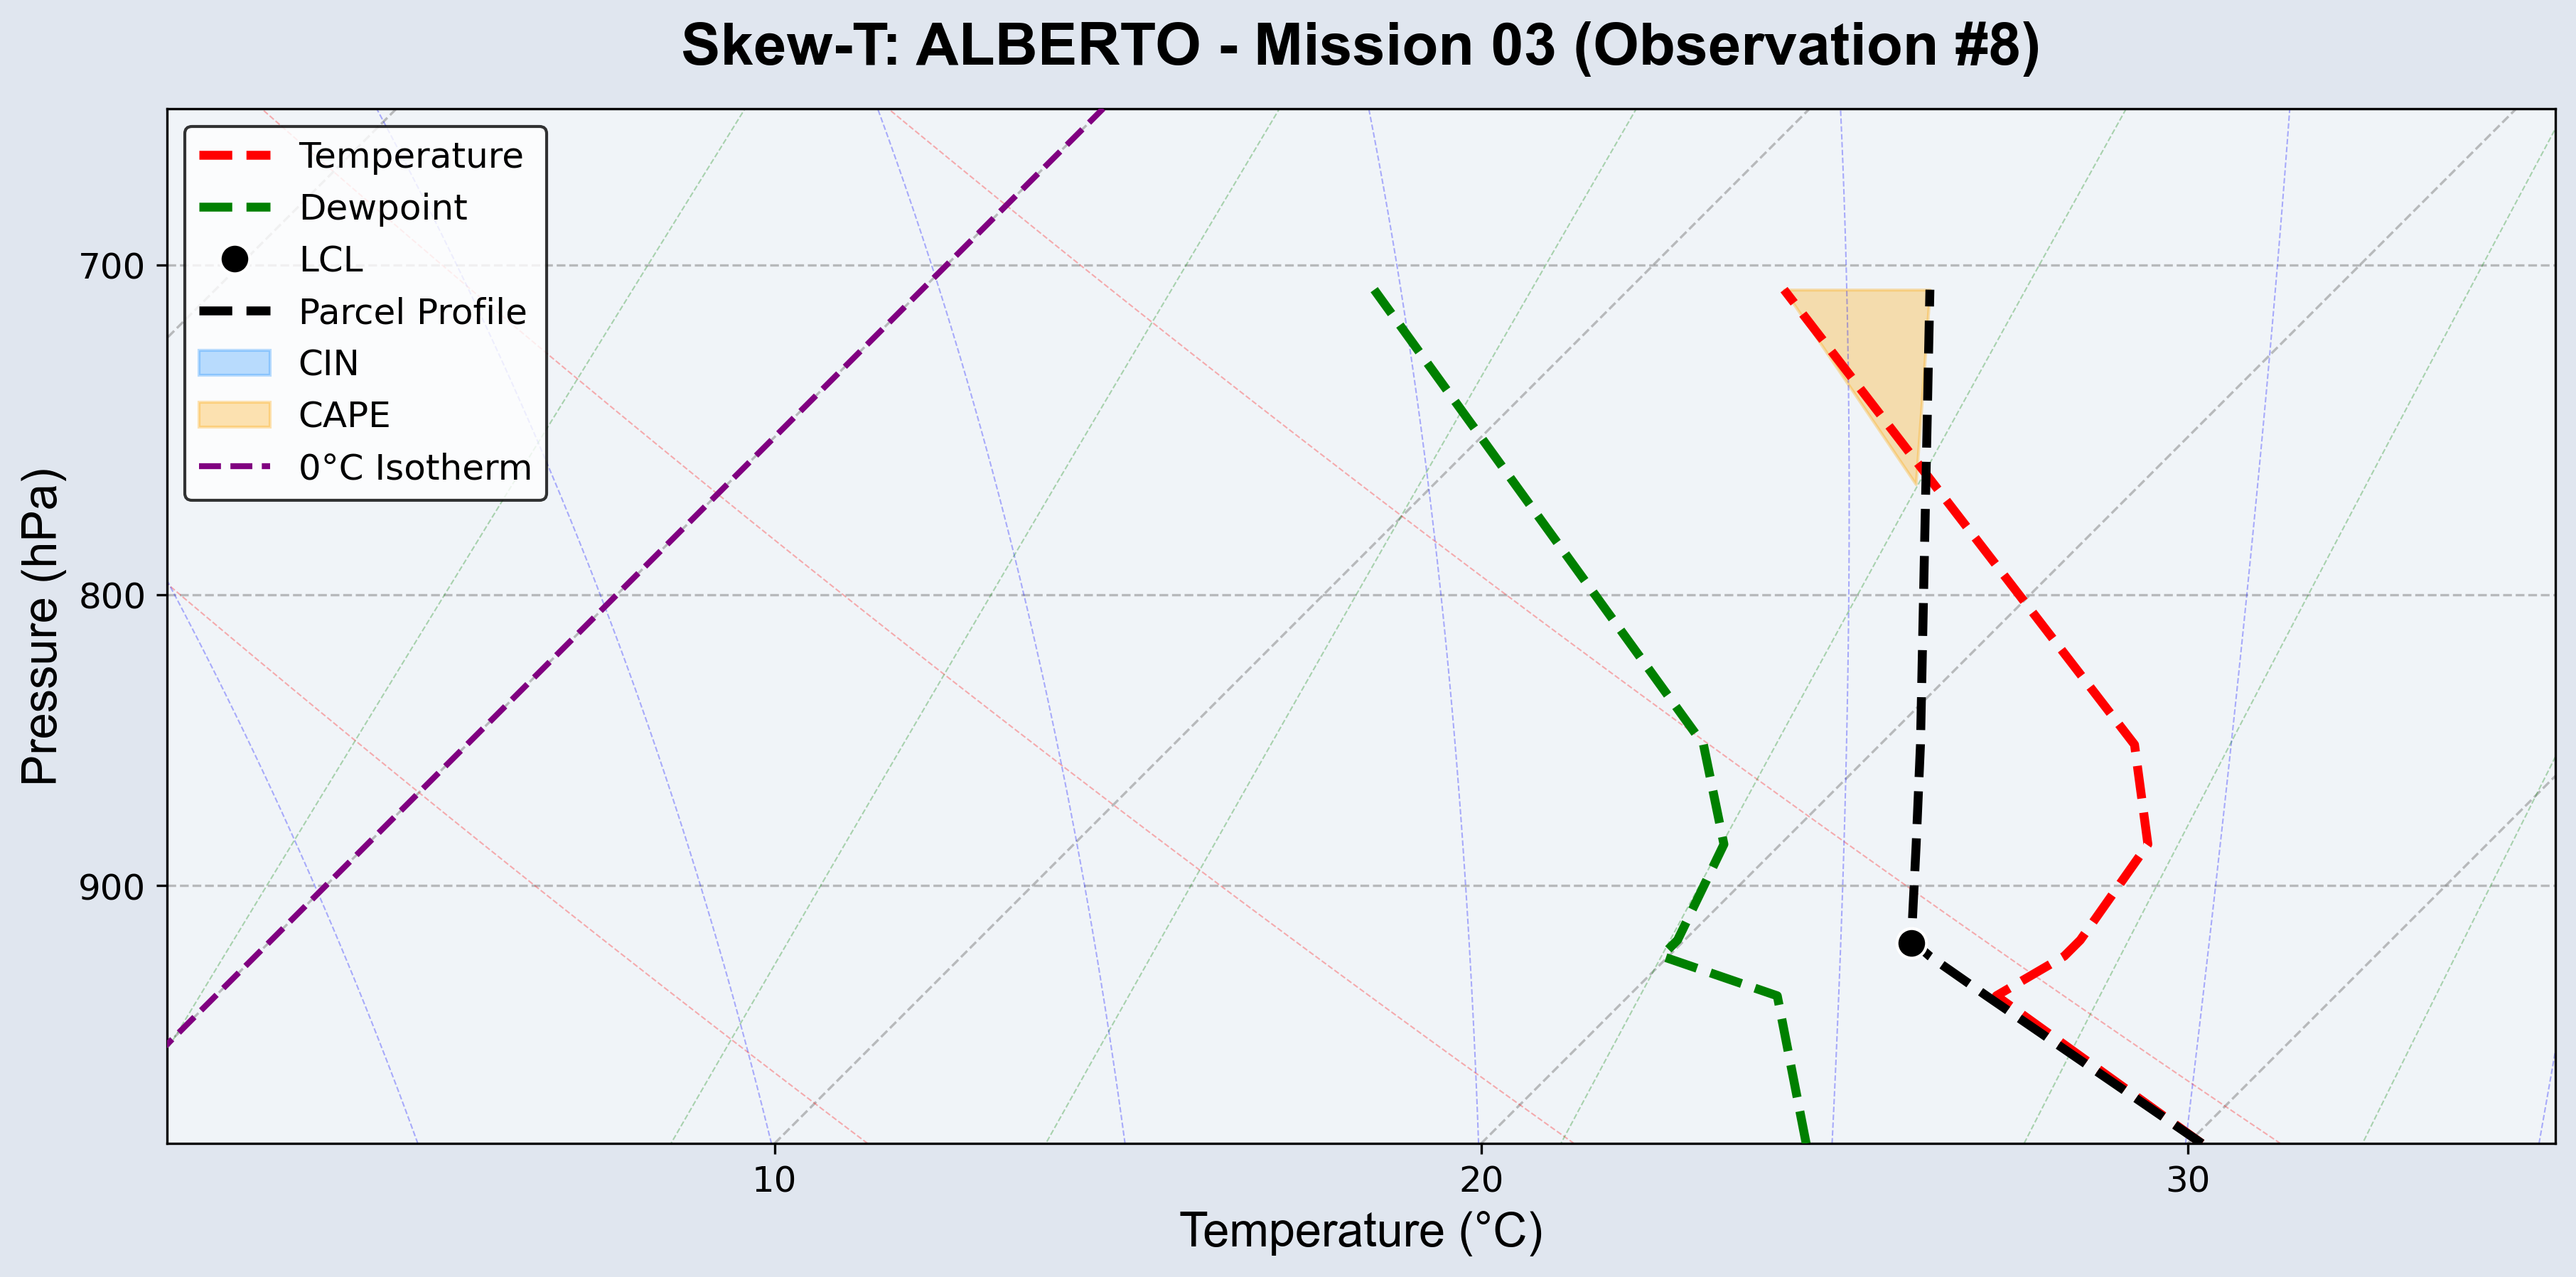 Skew-T: ALBERTO - Mission 03 (Observation #8)
Temperature
Dewpoint
LCL
Parcel Profile
CIN
CAPE
0°C Isotherm
Pressure (hPa)
700
800
900
10
20
30
Temperature (°C)